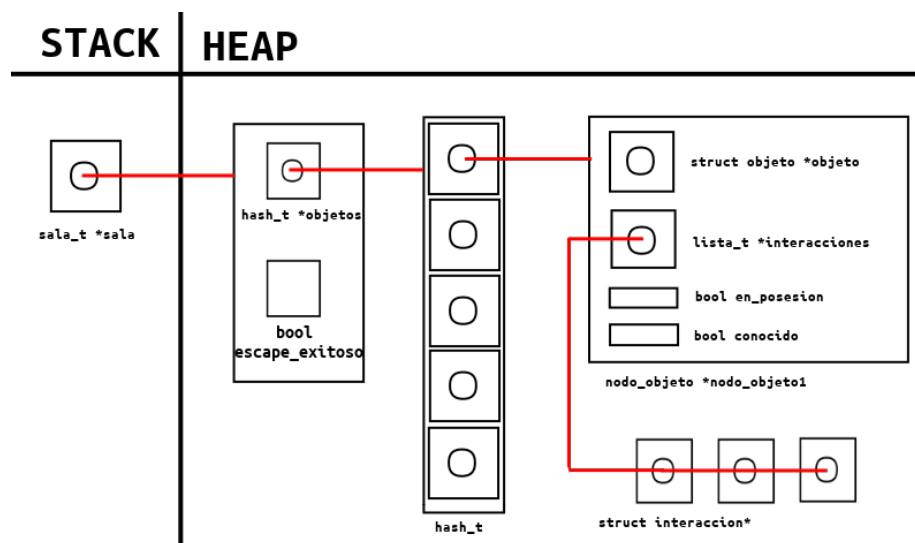 STACK
HEAP
sala_t *sala
hash_t *objetos
bool
escape_exitoso
hash_t
struct objeto *objeto
lista_t *interacciones
bool en_posesion
bool conocido
nodo_objeto *nodo_objeto1
struct interaccion*